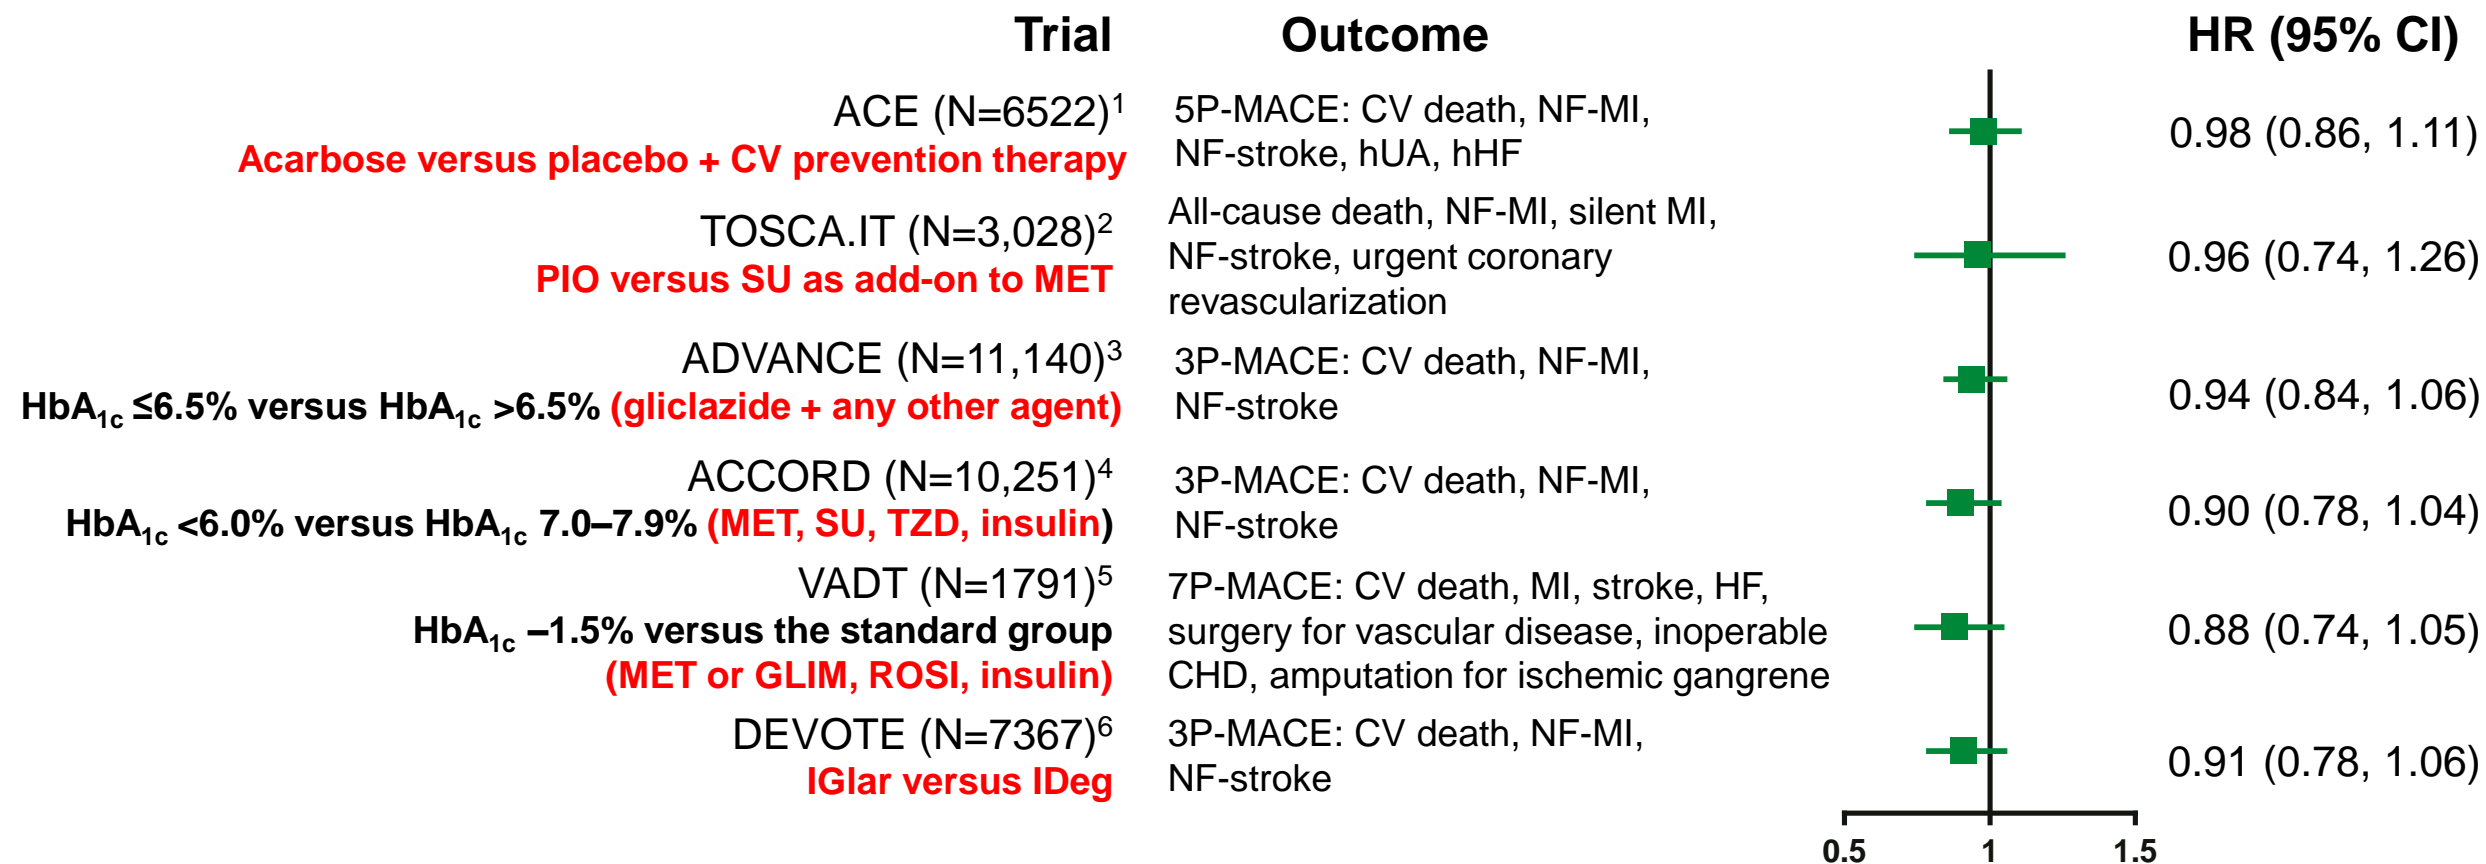 Trial Outcome HR (95% CI)
ACE (N=6522)1
Acarbose versus placebo + CV prevention therapy
5P-MACE: CV death, NF-MI,
NF-stroke, hUA, hHF
0.98 (0.86, 1.11)
TOSCA.IT (N=3,028)2
PIO versus SU as add-on to MET
All-cause death, NF-MI, silent MI,
NF-stroke, urgent coronary
revascularization
0.96 (0.74, 1.26)
ADVANCE (N=11,140)3
HbA1c ≤6.5% versus HbA1c >6.5% (gliclazide + any other agent)
3P-MACE: CV death, NF-MI,
NF-stroke
0.94 (0.84, 1.06)
ACCORD (N=10,251)4
HbA1c <6.0% versus HbA1c 7.0–7.9% (MET, SU, TZD, insulin)
3P-MACE: CV death, NF-MI,
NF-stroke
0.90 (0.78, 1.04)
VADT (N=1791)5
HbA1c –1.5% versus the standard group
(MET or GLIM, ROSI, insulin)
7P-MACE: CV death, MI, stroke, HF,
surgery for vascular disease, inoperable
CHD, amputation for ischemic gangrene
0.88 (0.74, 1.05)
DEVOTE (N=7367)6
IGlar versus IDeg
3P-MACE: CV death, NF-MI,
NF-stroke
0.91 (0.78, 1.06)
0.5 1 1.5